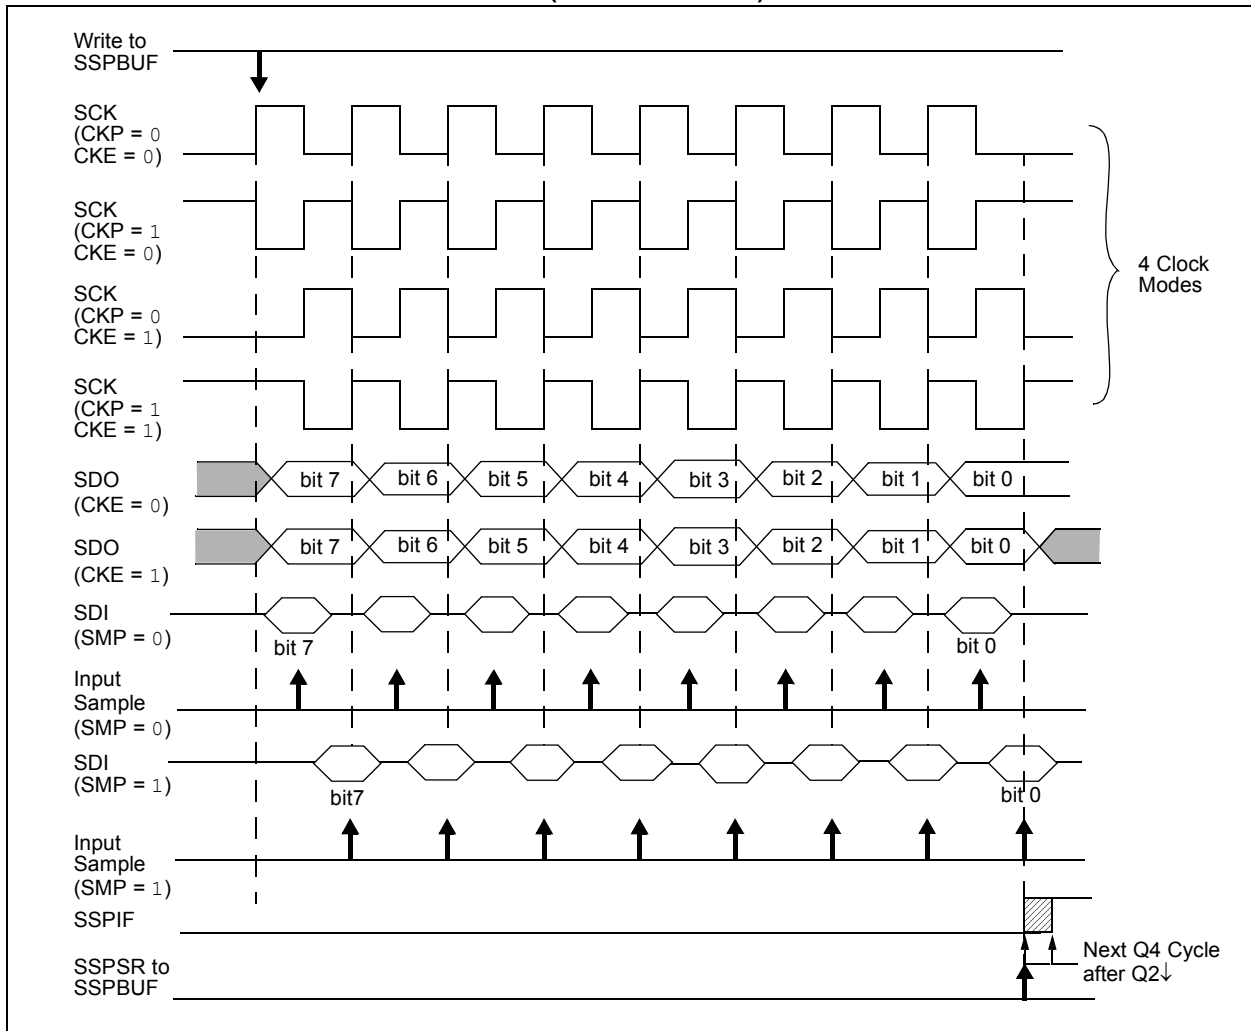 Write to
SSPBUF
SCK
(CKP = 0
CKE = 0)
SCK
(CKP = 1
CKE = 0)
SCK
(CKP = 0
CKE = 1)
SCK
(CKP = 1
CKE = 1)
4 Clock
Modes
SDO
(CKE = 0)
bit 7 bit 6 bit 5 bit 4 bit 3 bit 2 bit 1 bit 0
SDO
(CKE = 1)
bit 7 bit 6 bit 5 bit 4 bit 3 bit 2 bit 1 bit 0
SDI
(SMP = 0)
bit 7 bit 0
Input
Sample
(SMP = 0)
SDI
(SMP = 1)
bit7 bit 0
Input
Sample
(SMP = 1)
SSPIF
SSPSR to
SSPBUF
Next Q4 Cycle
after Q2↓